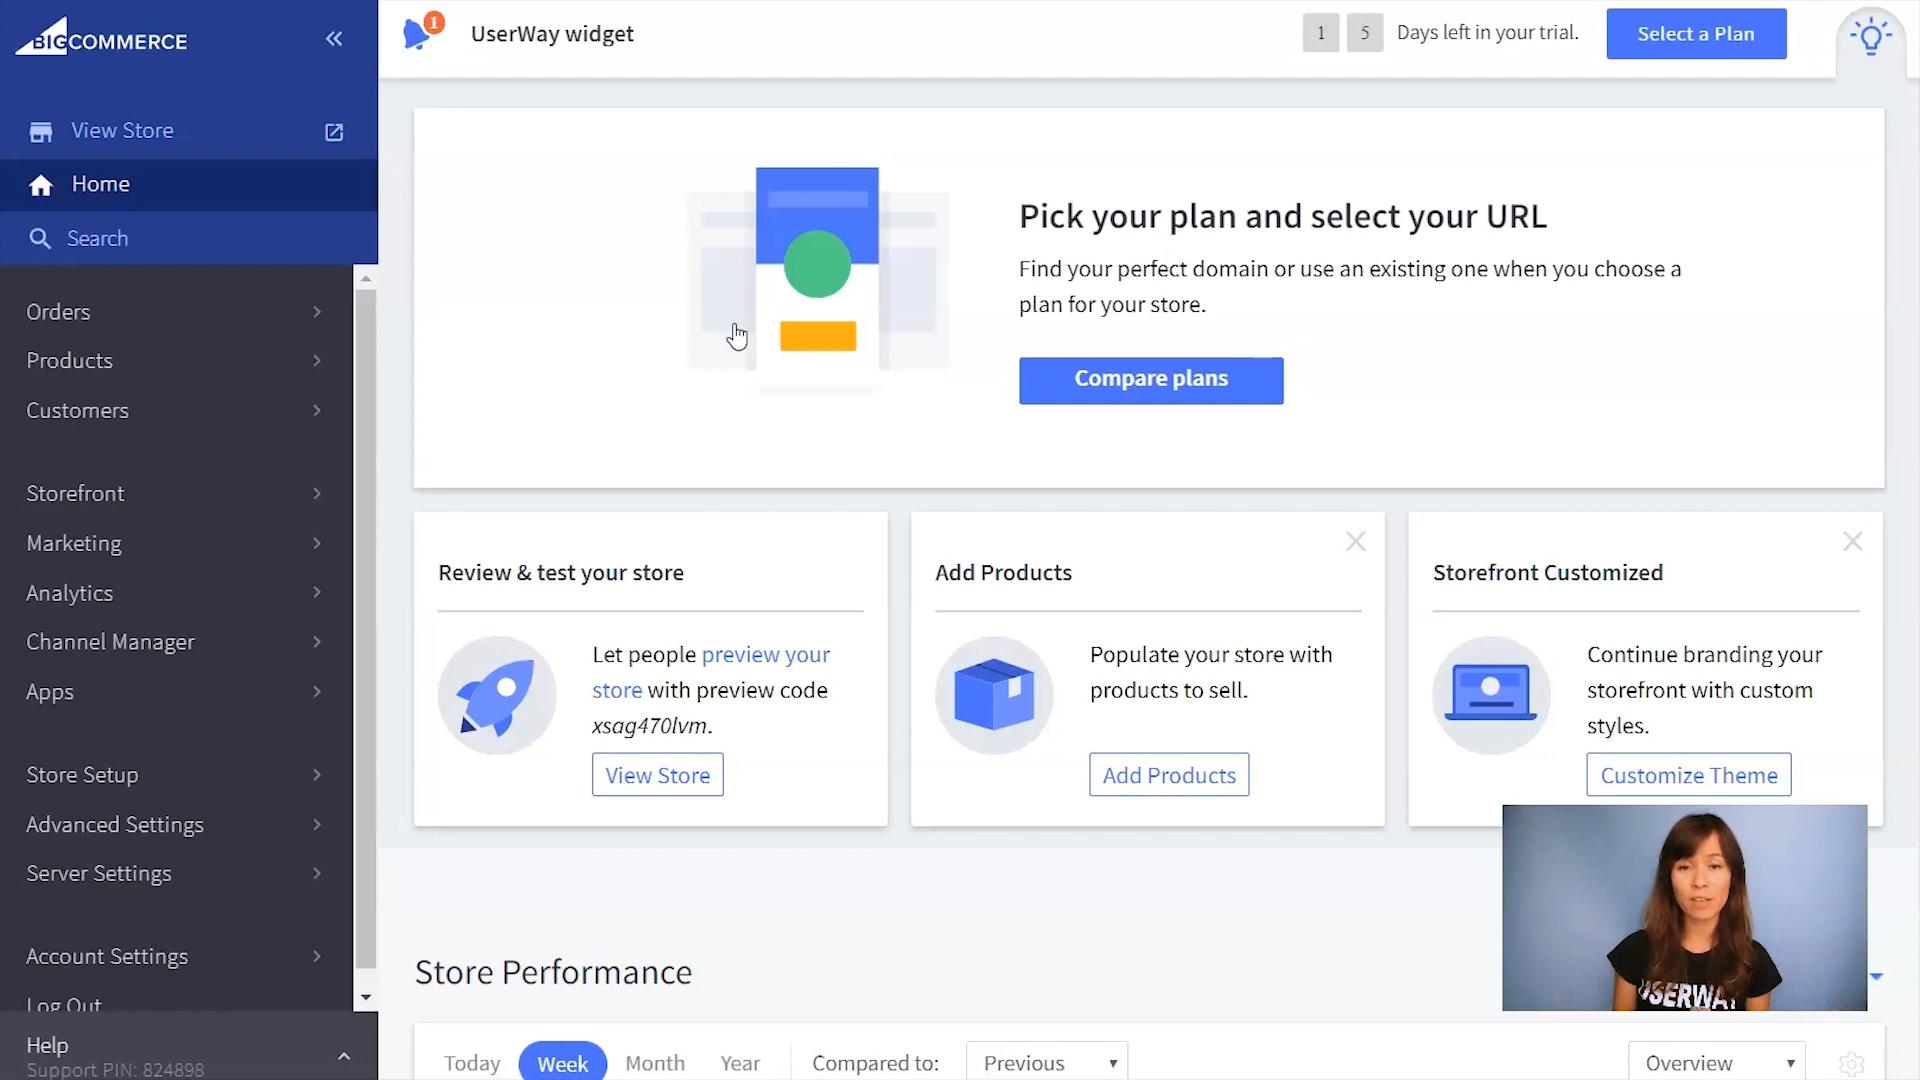 BIGCOMMERCE
View Store
Home
Search
Orders
Products
Customers
Storefront
Marketing
Analytics
Channel Manager
Apps
Store Setup
Advanced Settings
Server Settings
Account Settings
Log Out
Help
Support PIN: 824898
1
UserWay widget
1 5 Days left in your trial.
Select a Plan
Pick your plan and select your URL
Find your perfect domain or use an existing one when you choose a
plan for your store.
Compare plans
Review & test your store
Let people preview your
store with preview code
xsag470lvm.
View Store
Add Products
Populate your store with
products to sell.
Add Products
Storefront Customized
Continue branding your
storefront with custom
styles.
Customize Theme
USERWAY
Store Performance
Today Week Month Year Compared to: Previous Overview